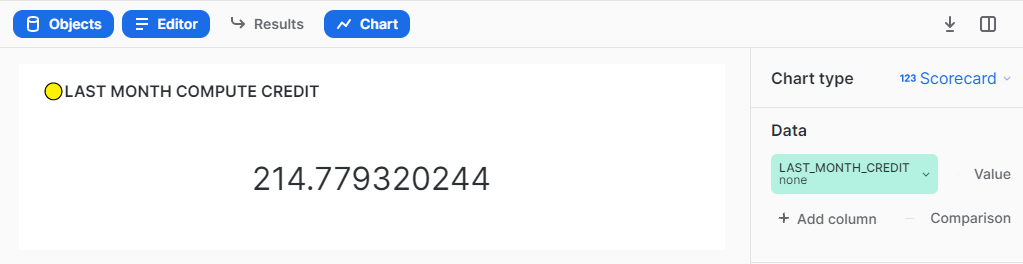 Objects Editor Results Chart
LAST MONTH COMPUTE CREDIT
214.779320244
Chart type 123 Scorecard
Data
LAST_MONTH_CREDIT
none
Value
+ Add column
Comparison